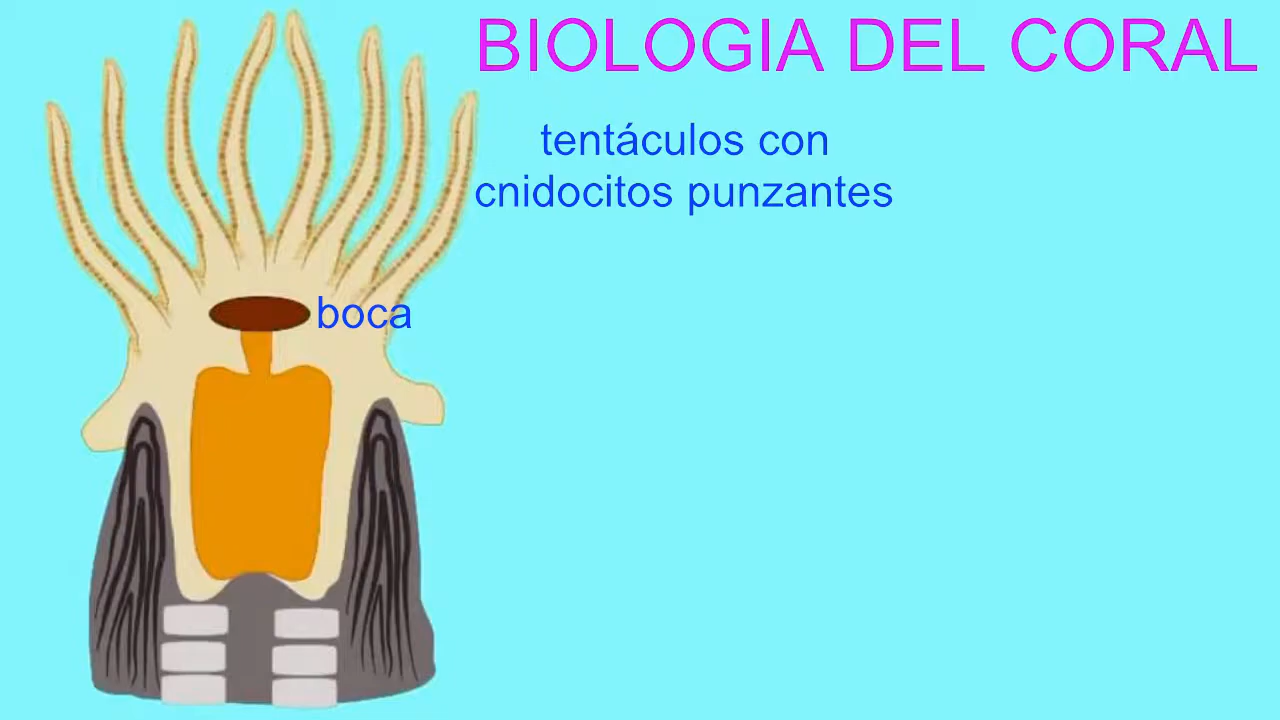 BIOLOGIA DEL CORAL
tentáculos con
cnidocitos punzantes
boca